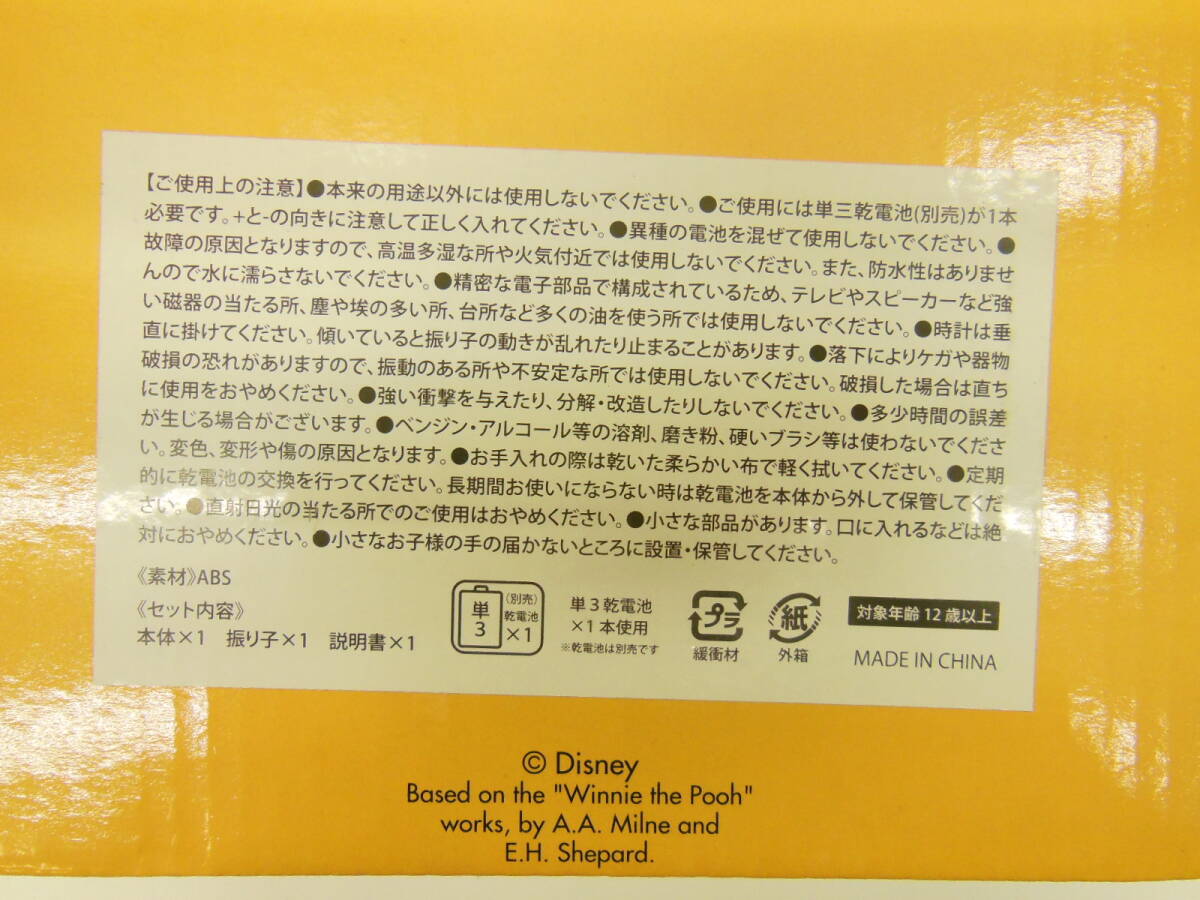 【ご使用上の注意】●本来の用途以外には使用しないでください。●ご使用には単三乾電池(別売)が1本
必要です。+と-の向きに注意して正しく入れてください。●異種の電池を混ぜて使用しないでください。●
故障の原因となりますので、高温多湿な所や火気付近では使用しないでください。また、防水性はありませ
んので水に濡らさないでください。●精密な電子部品で構成されているため、テレビやスピーカーなど強
い磁器の当たる所、塵や埃の多い所、台所など多くの油を使う所では使用しないでください。●時計は垂
直に掛けてください。傾いていると振り子の動きが乱れたり止まることがあります。●落下によりケガや器物
破損の恐れがありますので、振動のある所や不安定な所では使用しないでください。破損した場合は直ち
に使用をおやめください。●強い衝撃を与えたり、分解・改造したりしないでください。●多少時間の誤差
が生じる場合がございます。●ベンジン・アルコール等の溶剤、磨き粉、硬いブラシ等は使わないでくださ
い。変色、変形や傷の原因となります。●お手入れの際は乾いた柔らかい布で軽く拭いてください。●定期
的に乾電池の交換を行ってください。長期間お使いにならない時は乾電池を本体から外して保管してくだ
さい。●直射日光の当たる所でのご使用はおやめください。●小さな部品があります。口に入れるなどは絶
対におやめください。●小さなお子様の手の届かないところに設置・保管してください。
《素材》ABS
《セット内容》
本体×1 振り子×1 説明書×1
単3
(別売)
乾電池
×1
単3乾電池
×1本使用
※乾電池は別売です
プラ
緩衝材
紙
外箱
対象年齢12歳以上
MADE IN CHINA
© Disney
Based on the "Winnie the Pooh"
works, by A.A. Milne and
E.H. Shepard.